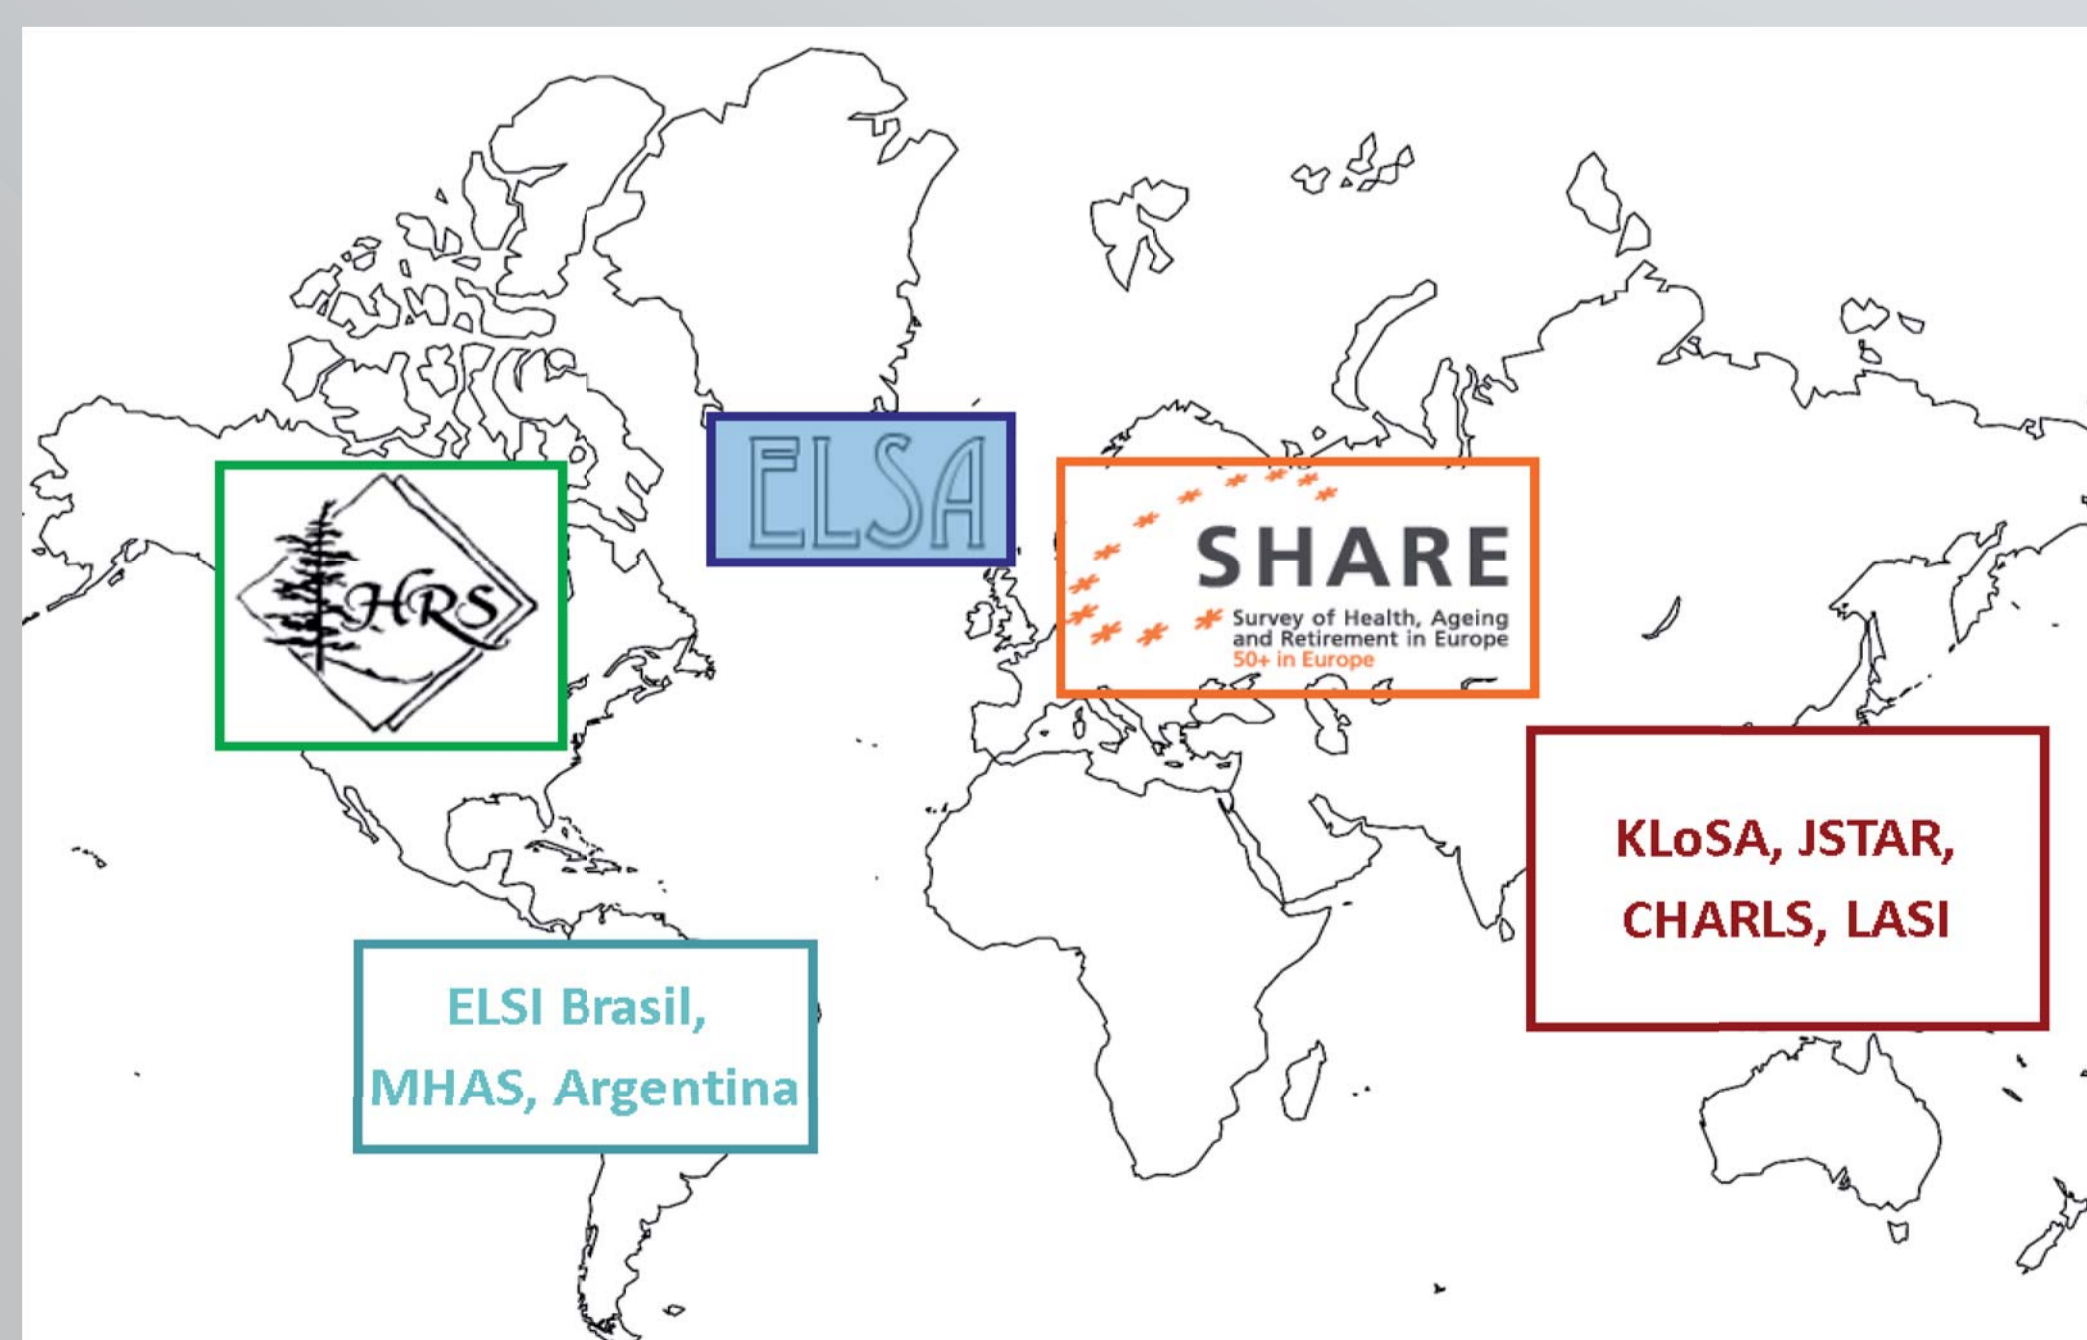 ELSA
HRS
SHARE
Survey of Health, Ageing
and Retirement in Europe
50+ in Europe
KLoSA, JSTAR,
CHARLS, LASI
ELSI Brasil,
MHAS, Argentina